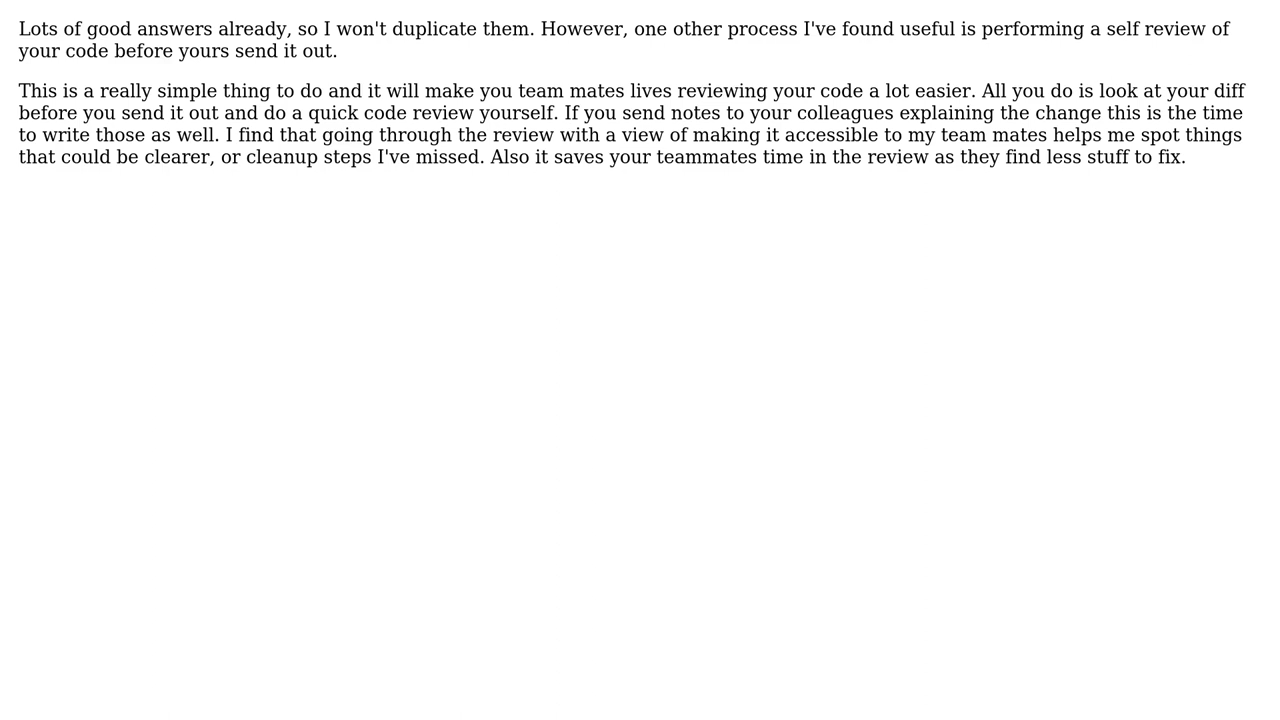 Lots of good answers already, so I won't duplicate them. However, one other process I've found useful is performing a self review of
your code before yours send it out.
This is a really simple thing to do and it will make you team mates lives reviewing your code a lot easier. All you do is look at your diff
before you send it out and do a quick code review yourself. If you send notes to your colleagues explaining the change this is the time
to write those as well. I find that going through the review with a view of making it accessible to my team mates helps me spot things
that could be clearer, or cleanup steps I've missed. Also it saves your teammates time in the review as they find less stuff to fix.